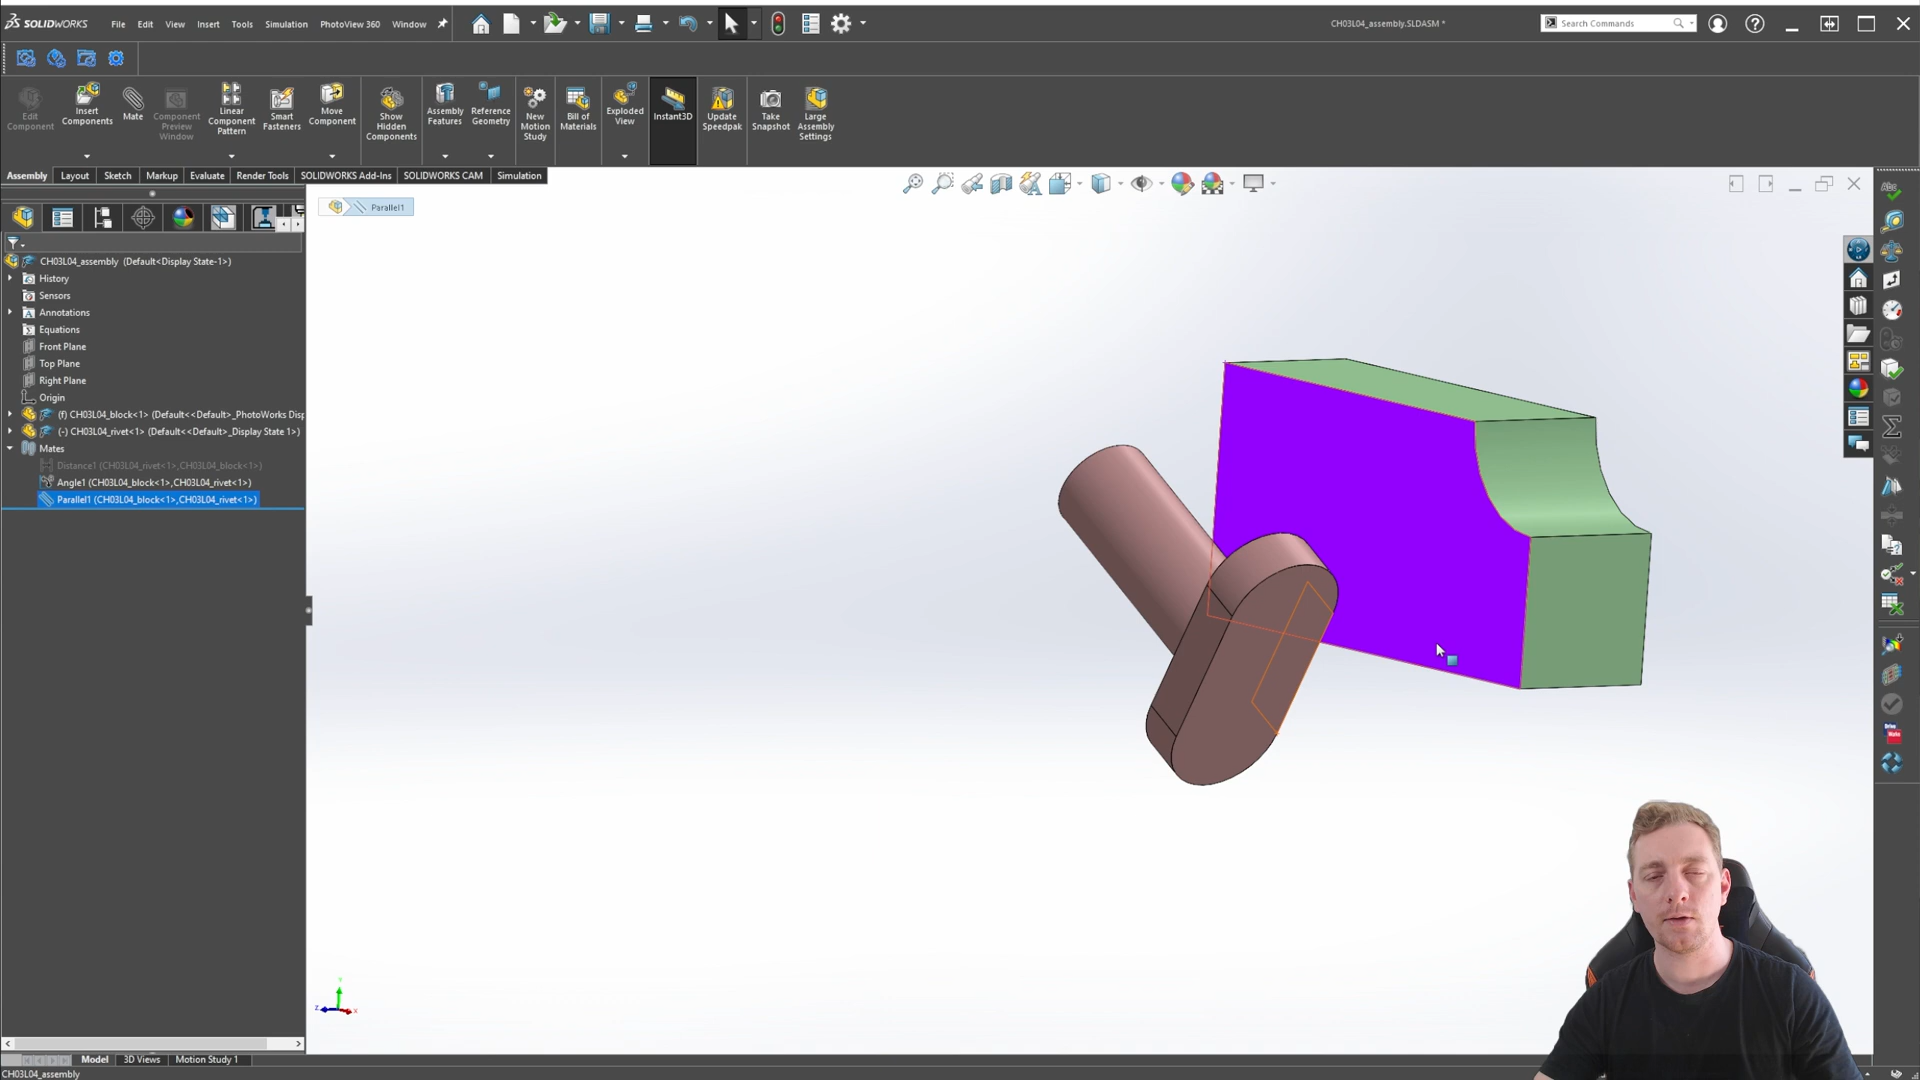 SOLIDWORKS File Edit View Insert Tools Simulation PhotoView 360 Window CH03L04_assembly.SLDASM * Search Commands
Edit Component
Insert Components
Mate
Component Preview Window
Linear Component Pattern
Smart Fasteners
Move Component
Show Hidden Components
Assembly Features
Reference Geometry
New Motion Study
Bill of Materials
Exploded View
Instant3D
Update Speedpak
Take Snapshot
Large Assembly Settings
Assembly Layout Sketch Markup Evaluate Render Tools SOLIDWORKS Add-Ins SOLIDWORKS CAM Simulation
Parallel1
CH03L04_assembly (Default<Display State-1>)
History
Sensors
Annotations
Equations
Front Plane
Top Plane
Right Plane
Origin
(f) CH03L04_block<1> (Default<<Default>_PhotoWorks Disp
(-) CH03L04_rivet<1> (Default<<Default>_Display State 1>)
Mates
Distance1 (CH03L04_rivet<1>,CH03L04_block<1>)
Angle1 (CH03L04_block<1>,CH03L04_rivet<1>)
Parallel1 (CH03L04_block<1>,CH03L04_rivet<1>)
Model 3D Views Motion Study 1
CH03L04_assembly